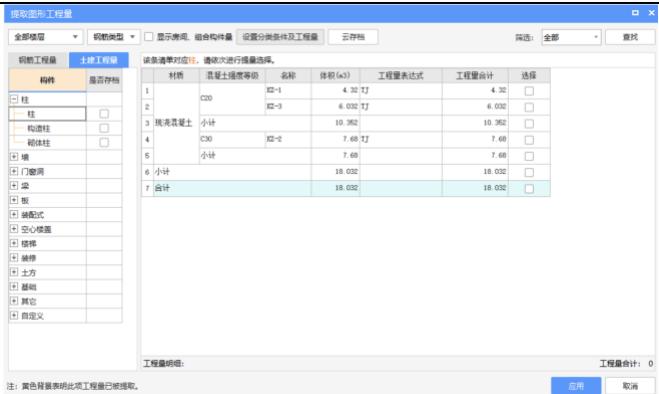 提取图形工程量
全部楼层 钢筋类型 显示房间、组合构件量 设置分类条件及工程量 云存档 筛选: 全部 查找
钢筋工程量 土建工程量 该条清单对应柱，请依次进行提量选择。
构件 是否存档 材质 混凝土强度等级 名称 体积(m3) 工程量表达式 工程量合计 选择
柱
柱
构造柱
砌体柱
墙
门窗洞
梁
板
装配式
空心楼盖
楼梯
装修
土方
基础
其它
自定义
1 现浇混凝土 C20 KZ-1 4.32 TJ 4.32
2 KZ-3 6.032 TJ 6.032
3 小计 10.352 10.352
4 C30 KZ-2 7.68 TJ 7.68
5 小计 7.68 7.68
6 小计 18.032 18.032
7 合计 18.032 18.032
工程量明细: 工程量合计: 0
注: 黄色背景表明此项工程量已被提取。 应用 取消